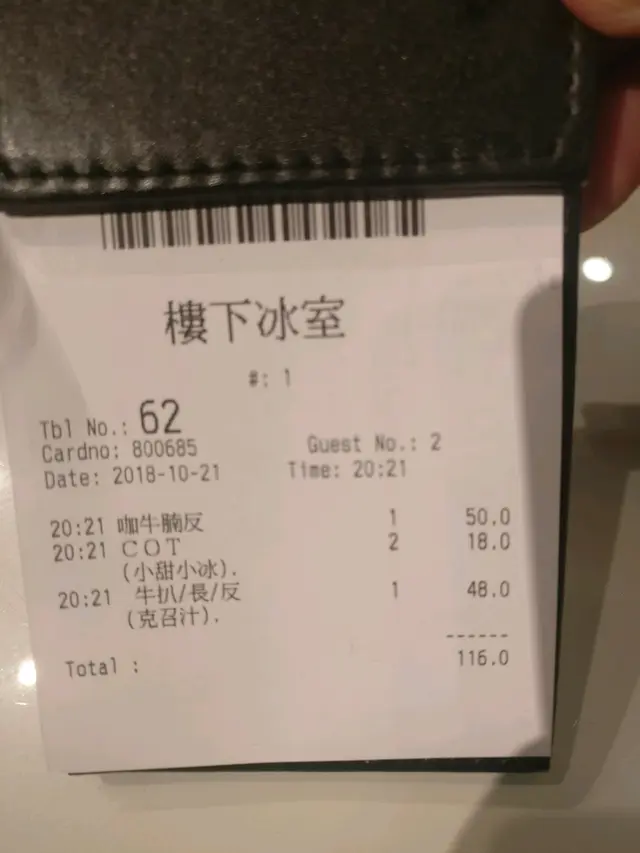 樓下冰室
#: 1
Tbl No.: 62
Cardno: 800685 Guest No.: 2
Date: 2018-10-21 Time: 20:21
20:21 咖牛腩反 1 50.0
20:21 COT 2 18.0
(小甜小冰).
20:21 牛扒/長/反 1 48.0
(克召汁).
------
Total : 116.0